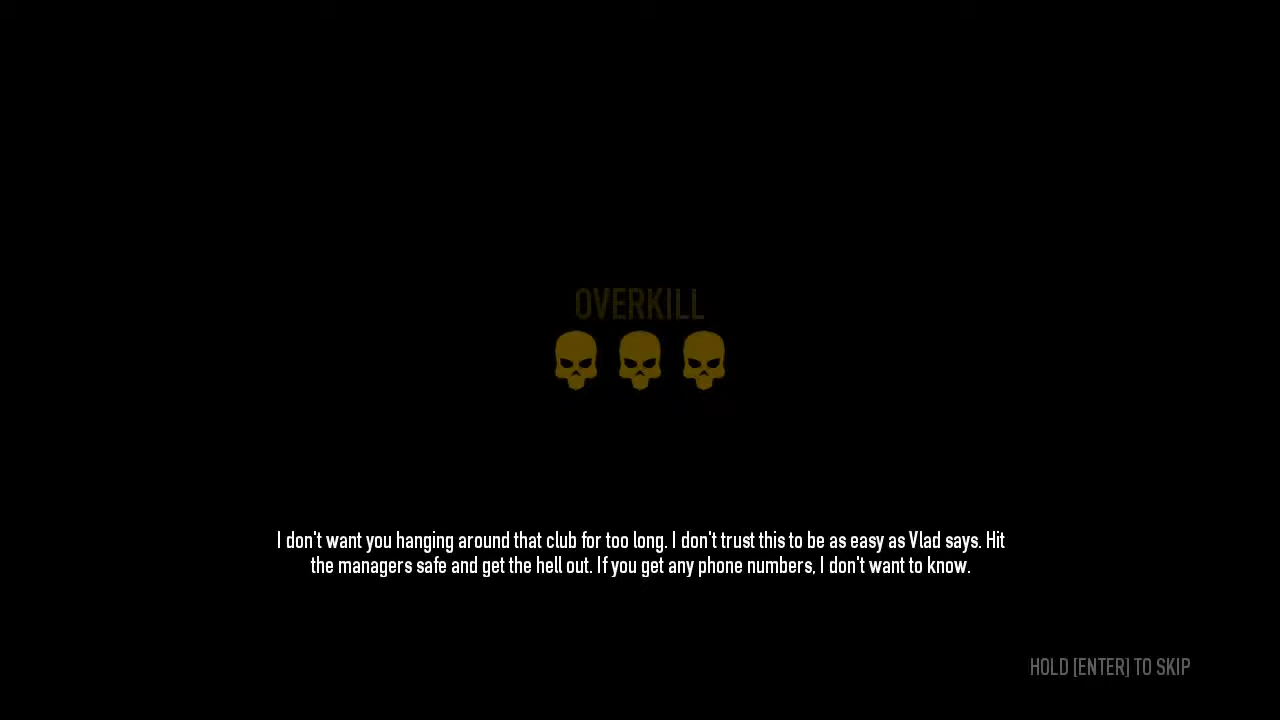 OVERKILL
I don't want you hanging around that club for too long. I don't trust this to be as easy as Vlad says. Hit
the managers safe and get the hell out. If you get any phone numbers, I don't want to know.
HOLD [ENTER] TO SKIP